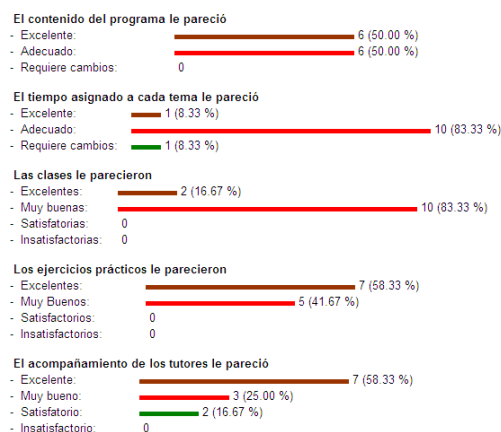 El contenido del programa le pareció
- Excelente: 6 (50.00 %)
- Adecuado: 6 (50.00 %)
- Requiere cambios: 0
El tiempo asignado a cada tema le pareció
- Excelente: 1 (8.33 %)
- Adecuado: 10 (83.33 %)
- Requiere cambios: 1 (8.33 %)
Las clases le parecieron
- Excelentes: 2 (16.67 %)
- Muy buenas: 10 (83.33 %)
- Satisfatorias: 0
- Insatisfactorias: 0
Los ejercicios prácticos le parecieron
- Excelentes: 7 (58.33 %)
- Muy Buenos: 5 (41.67 %)
- Satisfactorios: 0
- Insatisfactorios: 0
El acompañamiento de los tutores le pareció
- Excelente: 7 (58.33 %)
- Muy bueno: 3 (25.00 %)
- Satisfatorio: 2 (16.67 %)
- Insatisfactorio: 0